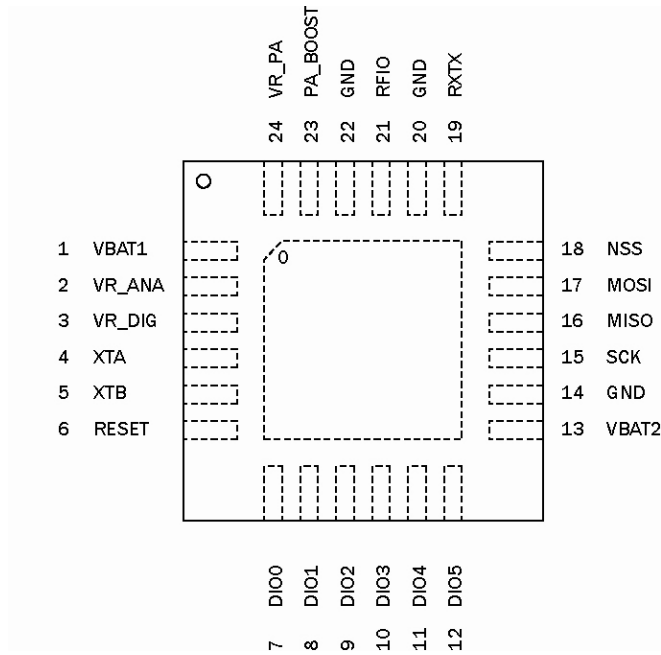 24 VR_PA
23 PA_BOOST
22 GND
21 RFIO
20 GND
19 RXTX
1 VBAT1
2 VR_ANA
3 VR_DIG
4 XTA
5 XTB
6 RESET
0
18 NSS
17 MOSI
16 MISO
15 SCK
14 GND
13 VBAT2
7 DIO0
8 DIO1
9 DIO2
10 DIO3
11 DIO4
12 DIO5